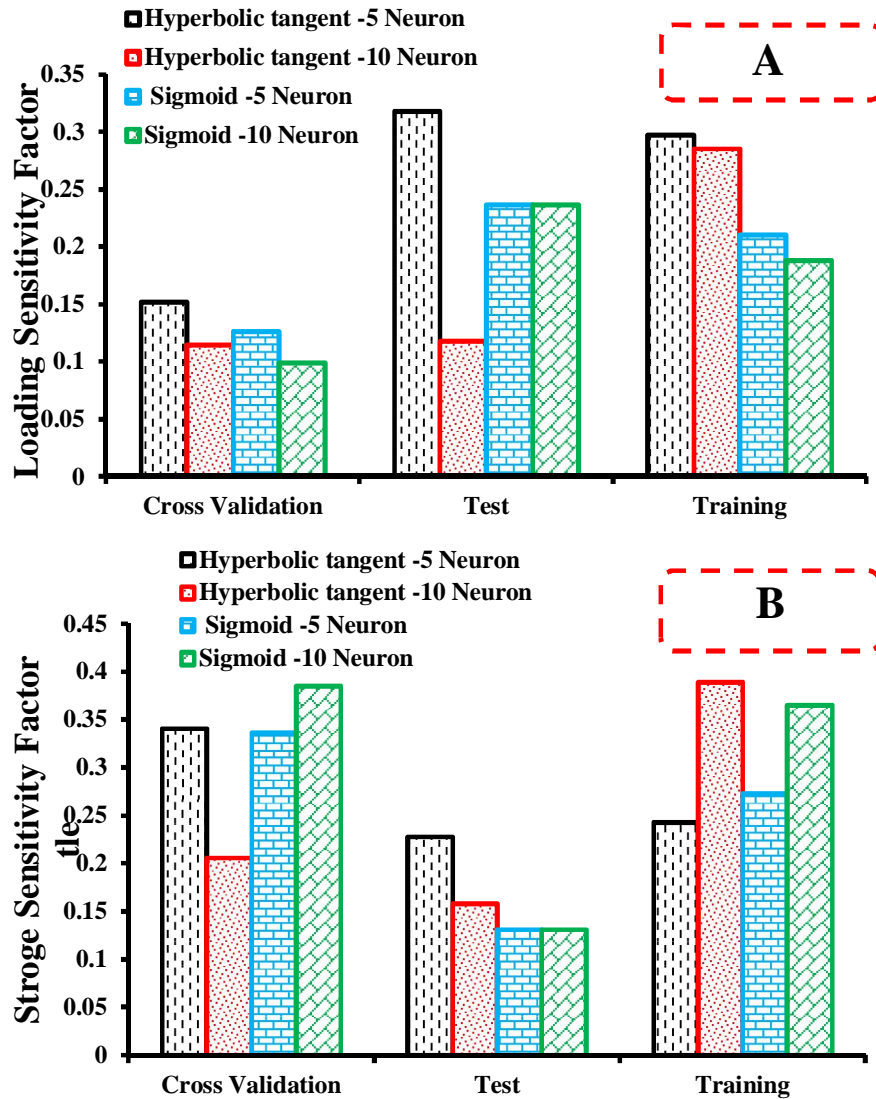 Hyperbolic tangent -5 Neuron
Hyperbolic tangent -10 Neuron
Sigmoid -5 Neuron
Sigmoid -10 Neuron
A
Loading Sensitivity Factor
0.35
0.3
0.25
0.2
0.15
0.1
0.05
0
Cross Validation
Test
Training
Hyperbolic tangent -5 Neuron
Hyperbolic tangent -10 Neuron
Sigmoid -5 Neuron
Sigmoid -10 Neuron
B
Stroge Sensitivity Factor
tle
0.45
0.4
0.35
0.3
0.25
0.2
0.15
0.1
0.05
0
Cross Validation
Test
Training